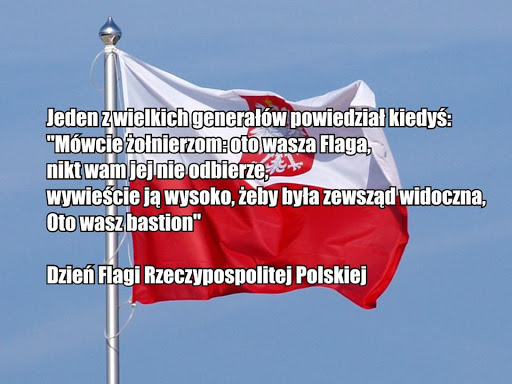 Jeden z wielkich generałów powiedział kiedyś:
"Mówcie żołnierzom: oto wasza Flaga,
nikt wam jej nie odbierze,
wywieście ją wysoko, żeby była zewsząd widoczna,
Oto wasz bastion"
Dzień Flagi Rzeczypospolitej Polskiej